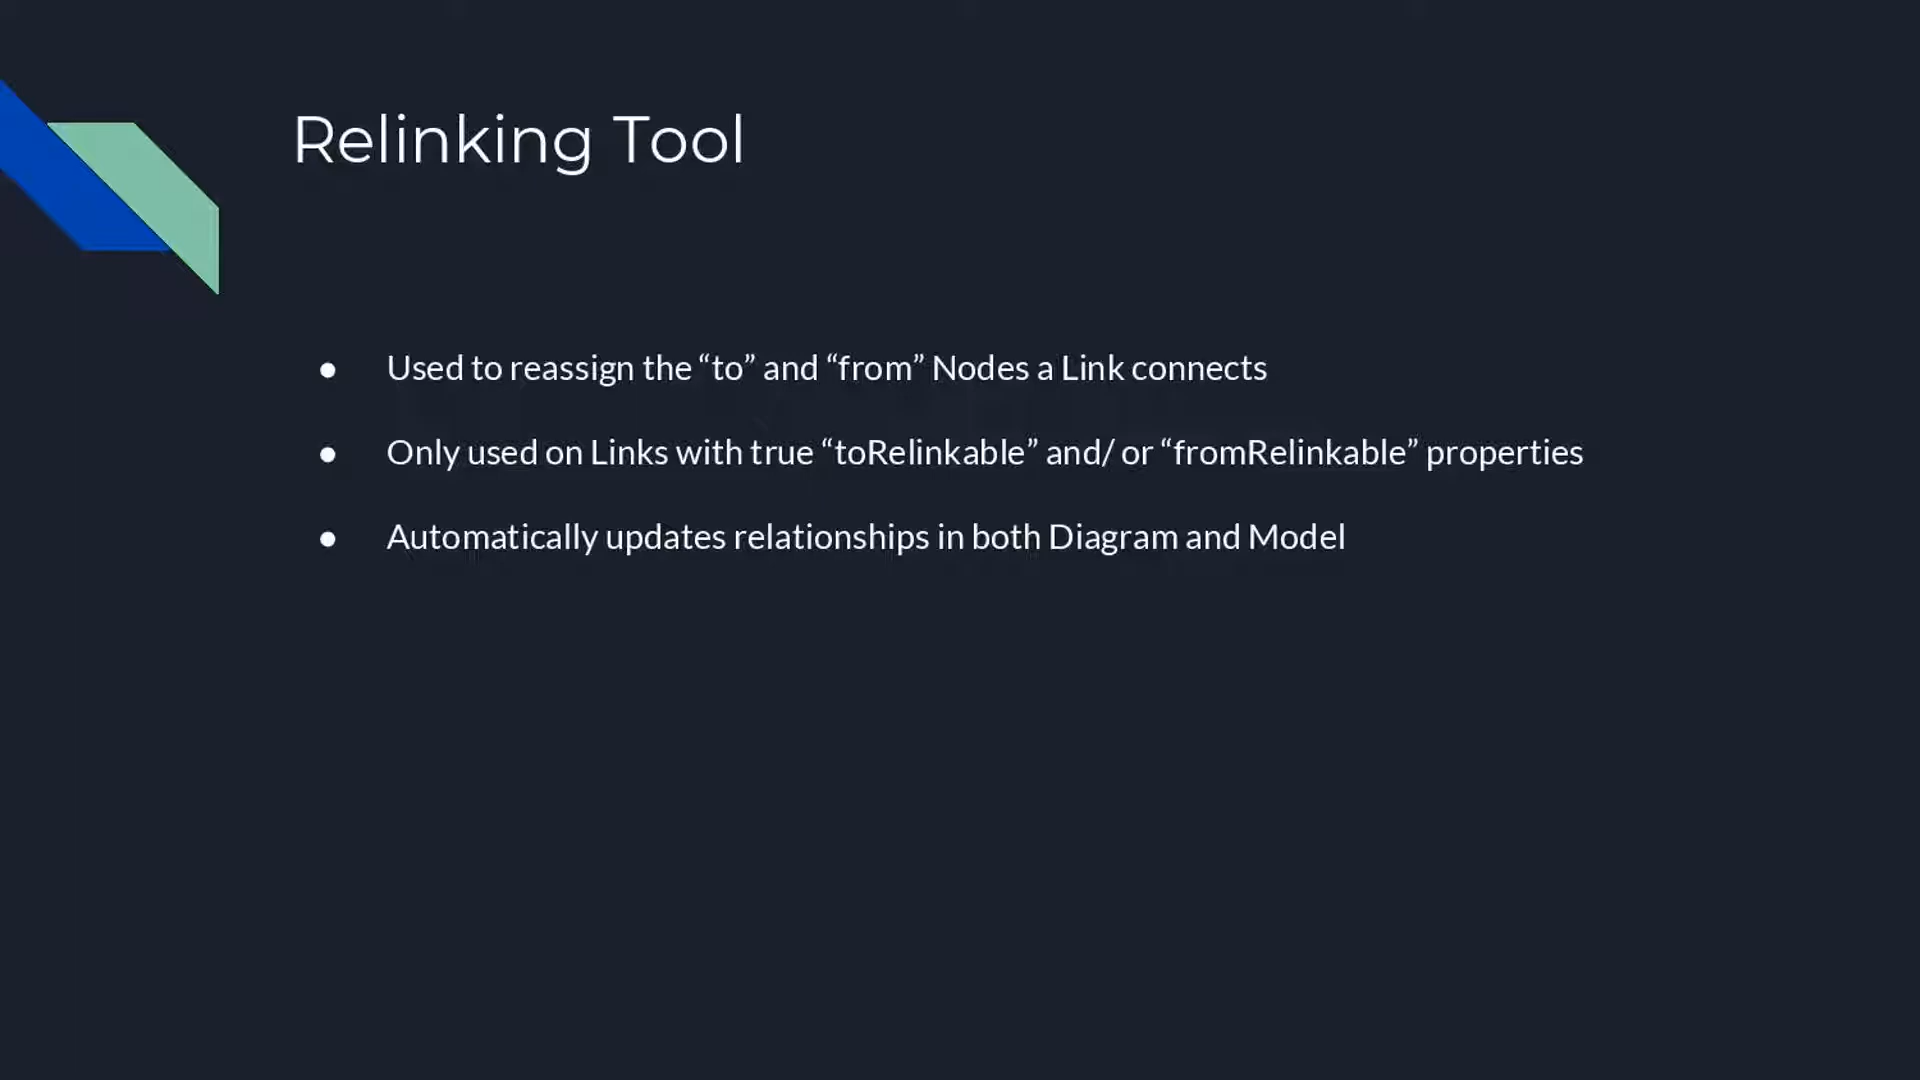 Relinking Tool
● Used to reassign the “to” and “from” Nodes a Link connects
● Only used on Links with true “toRelinkable” and/ or “fromRelinkable” properties
● Automatically updates relationships in both Diagram and Model